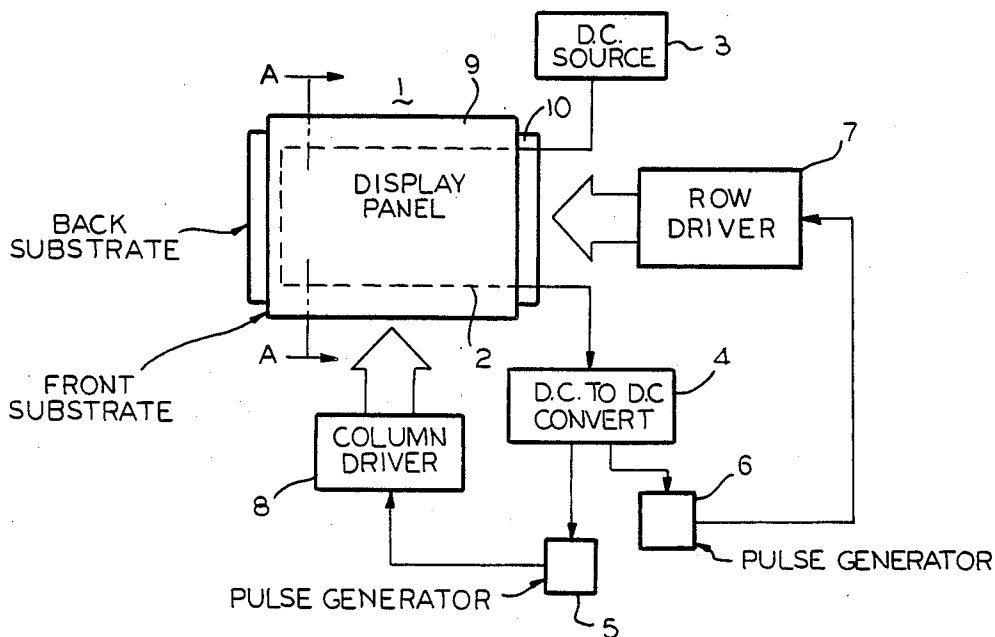 D.C.
SOURCE
3
A
1
9
10
7
DISPLAY
PANEL
ROW
DRIVER
BACK
SUBSTRATE
A
2
4
FRONT
SUBSTRATE
D.C. TO D.C
CONVERT
COLUMN
DRIVER
8
6
PULSE GENERATOR
PULSE GENERATOR
5